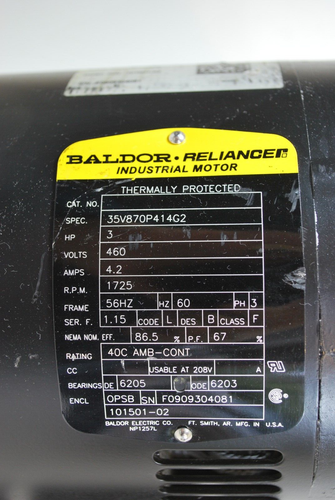 BALDOR • RELIANCER
INDUSTRIAL MOTOR
THERMALLY PROTECTED
CAT. NO.
SPEC. 35V870P414G2
HP 3
VOLTS 460
AMPS 4.2
R.P.M. 1725
FRAME 56HZ HZ 60 PH 3
SER. F. 1.15 CODE L DES B CLASS F
NEMA NOM. EFF. 86.5 % P.F. 67 %
RATING 40C AMB-CONT
CC USABLE AT 208V A
BEARINGS DE 6205 ODE 6203
ENCL OPSB SN F0909304081
101501-02
BALDOR ELECTRIC CO. FT. SMITH, AR. MFG. IN U.S.A.
NP1257L